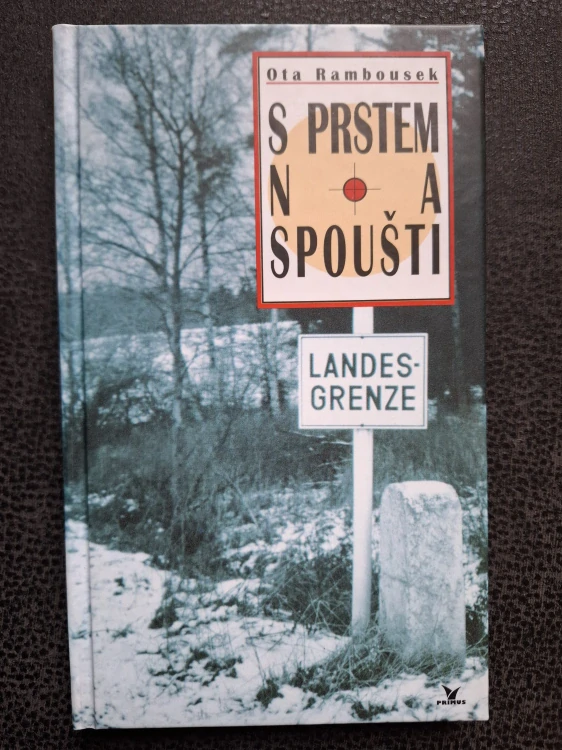 Ota Rambousek
S PRSTEM
N A
SPOUŠTI
LANDES-
GRENZE
PRIMUS